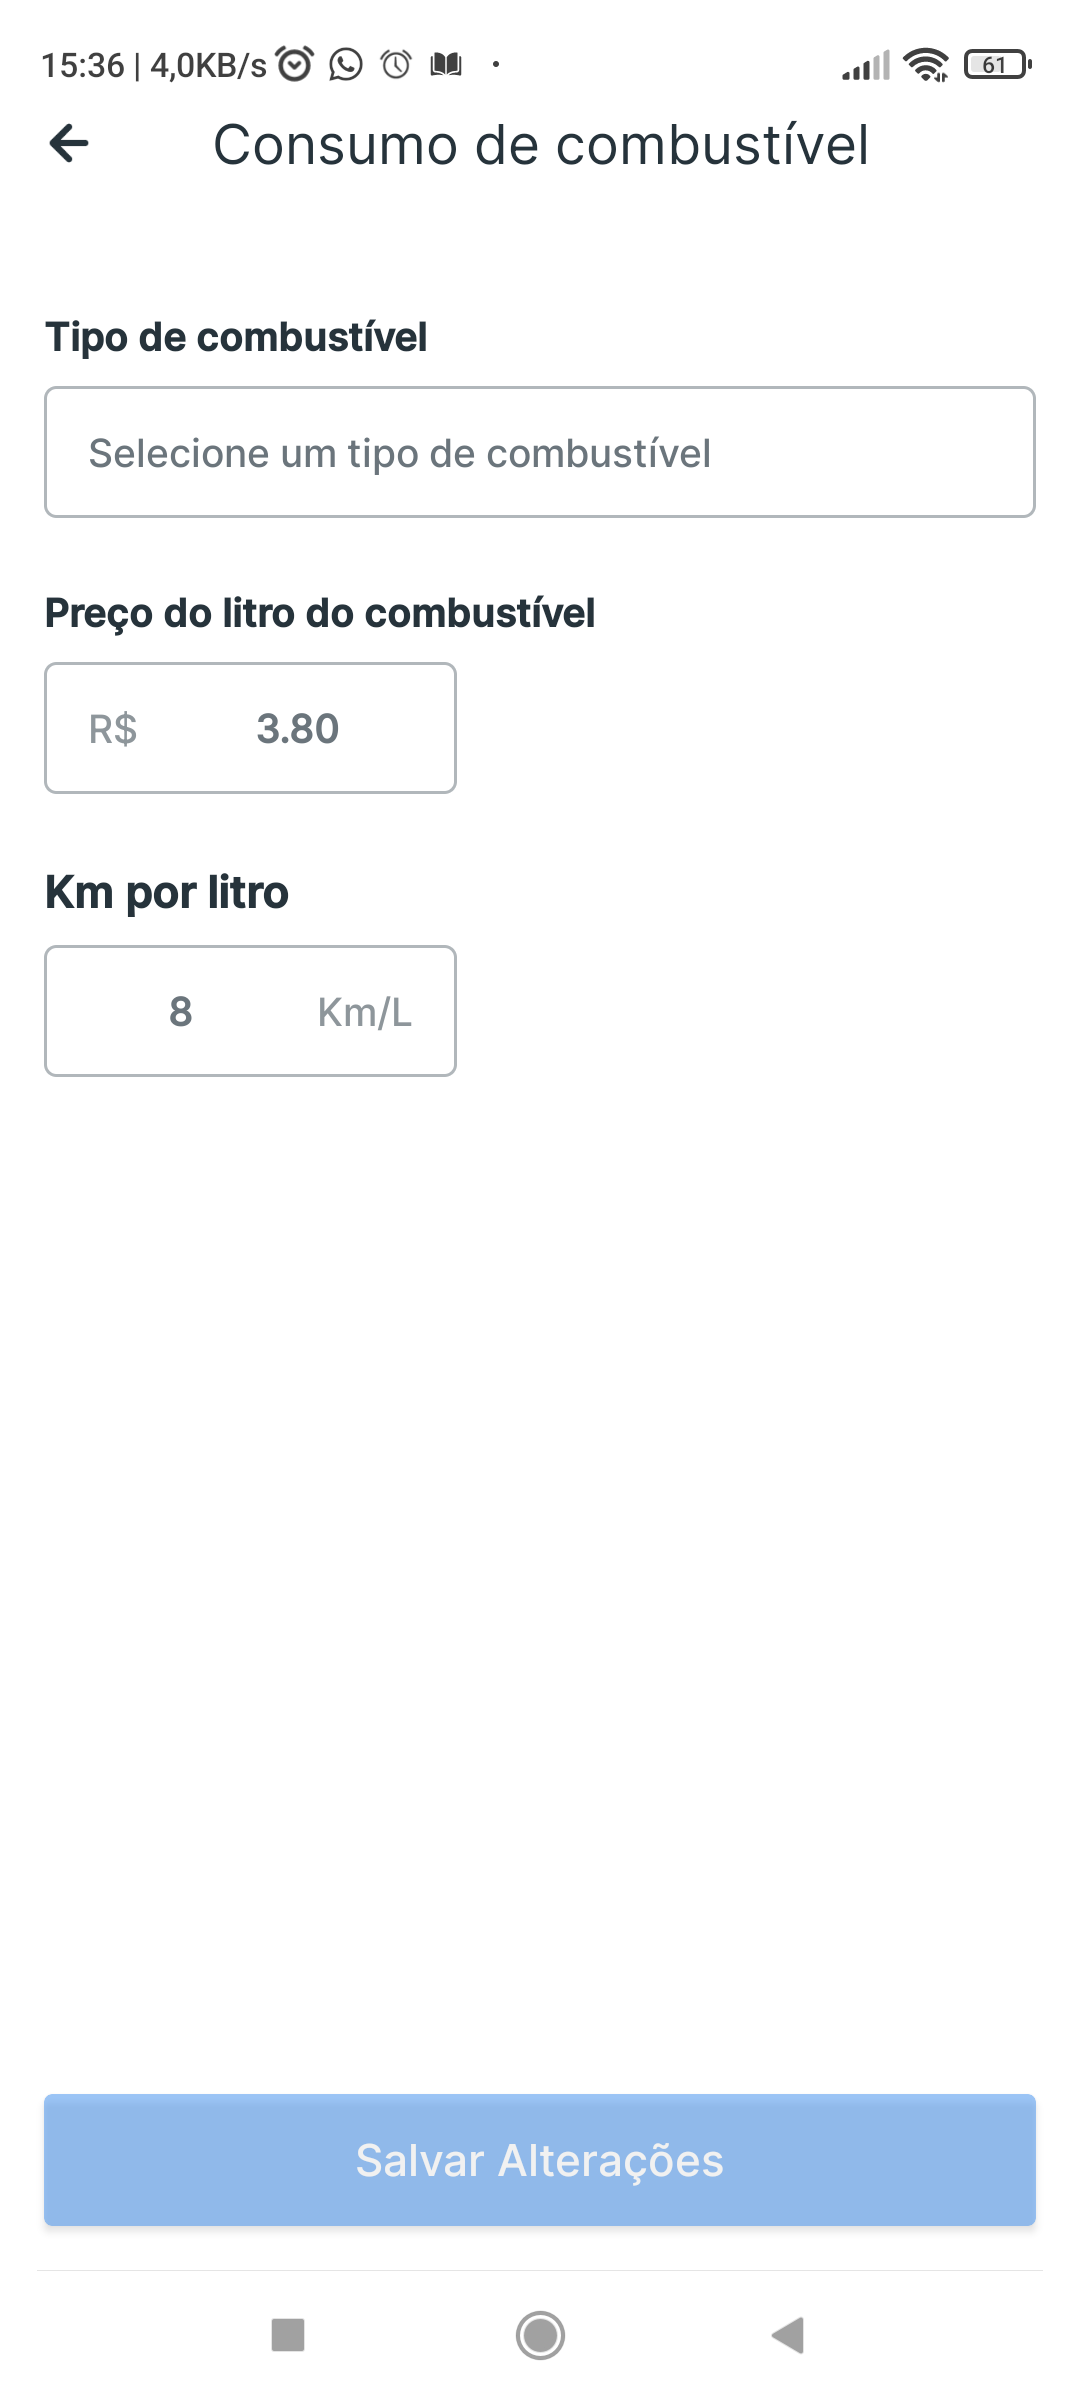 15:36 | 4,0KB/s
61
Consumo de combustível
Tipo de combustível
Selecione um tipo de combustível
Preço do litro do combustível
R$ 3.80
Km por litro
8 Km/L
Salvar Alterações